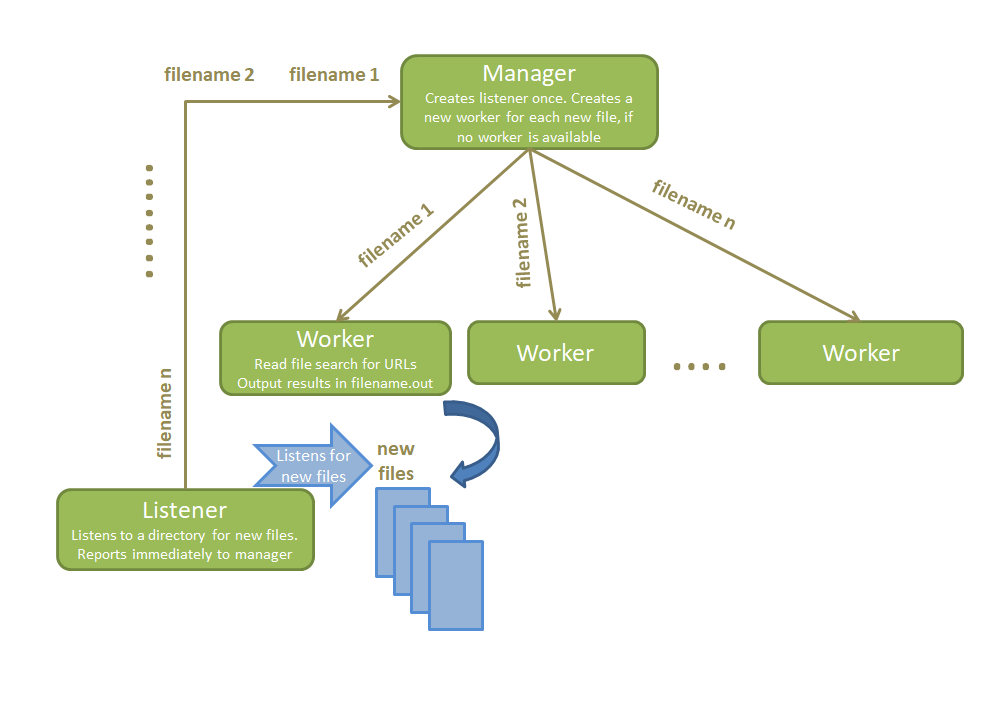 filename 2
filename 1
Manager
Creates listener once. Creates a
new worker for each new file, if
no worker is available
filename 1
filename 2
filename n
Worker
Read file search for URLs
Output results in filename.out
Worker
Worker
filename n
Listens for
new files
new
files
Listener
Listens to a directory for new files.
Reports immediately to manager